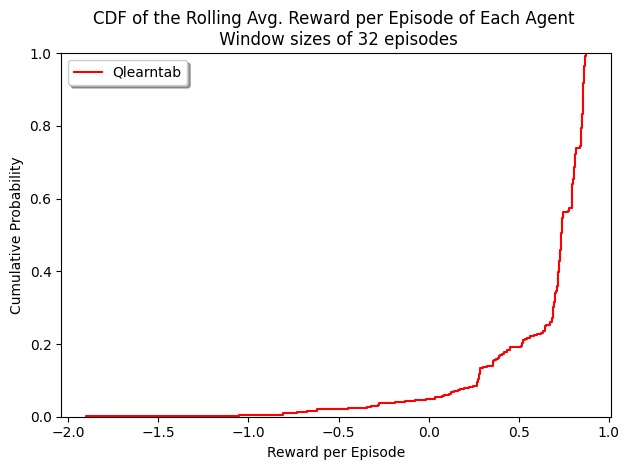 CDF of the Rolling Avg. Reward per Episode of Each Agent
Window sizes of 32 episodes
Qlearntab
Cumulative Probability
1.0
0.8
0.6
0.4
0.2
0.0
−2.0 −1.5 −1.0 −0.5 0.0 0.5 1.0
Reward per Episode